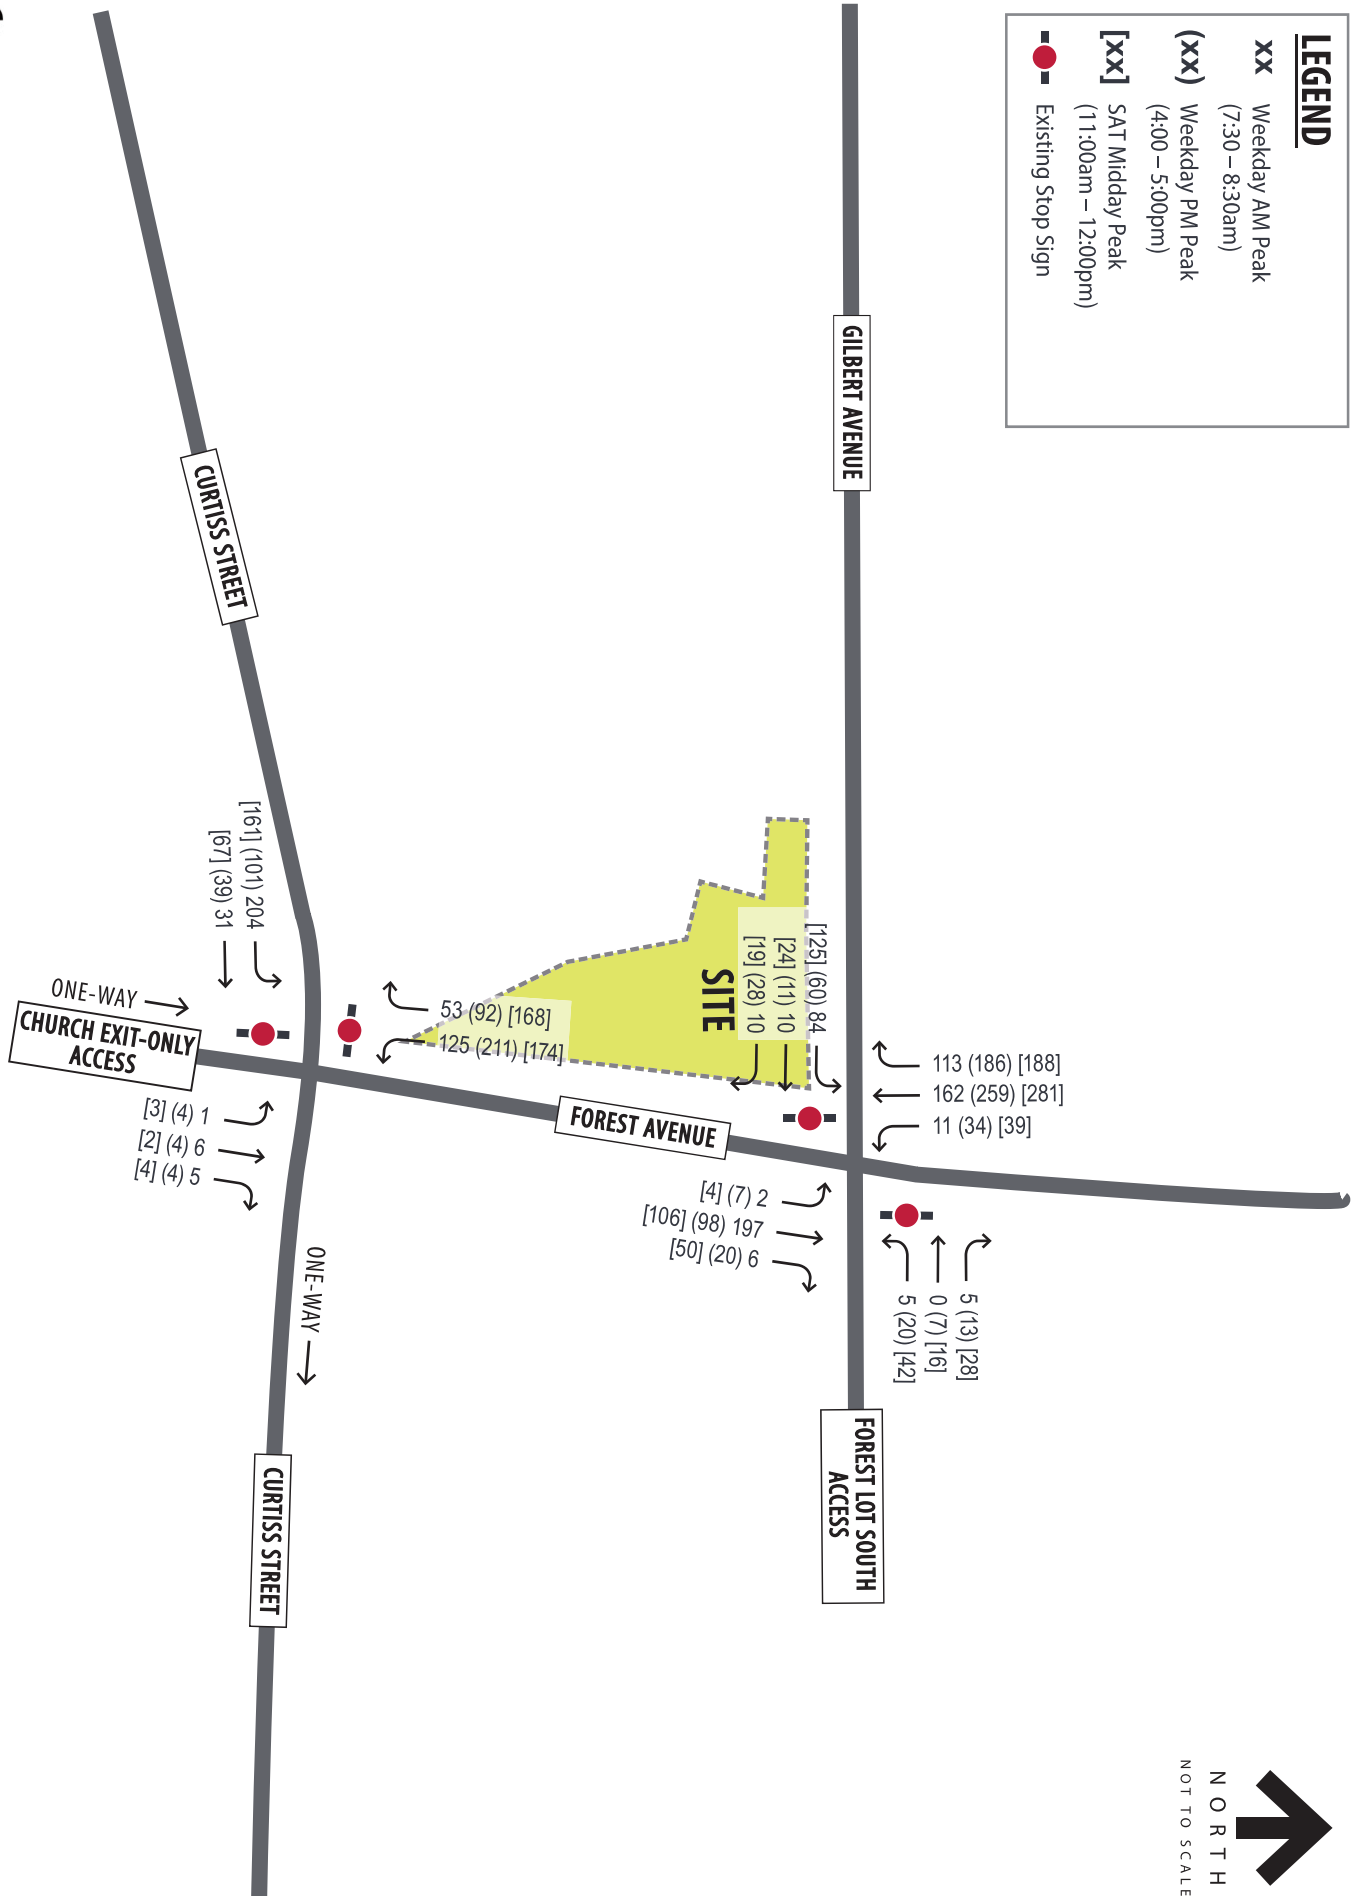 LEGEND
xx Weekday AM Peak
(7:30 – 8:30am)
(xx) Weekday PM Peak
(4:00 – 5:00pm)
[xx] SAT Midday Peak
(11:00am – 12:00pm)
Existing Stop Sign
NORTH
NOT TO SCALE
113 (186) [188]
162 (259) [281]
11 (34) [39]
5 (13) [28]
0 (7) [16]
5 (20) [42]
GILBERT AVENUE
FOREST LOT SOUTH
ACCESS
[125] (60) 84
[24] (11) 10
[19] (28) 10
SITE
[4] (7) 2
[106] (98) 197
[50] (20) 6
FOREST AVENUE
53 (92) [168]
125 (211) [174]
CURTISS STREET
ONE-WAY
CURTISS STREET
[161] (101) 204
[67] (39) 31
[3] (4) 1
[2] (4) 6
[4] (4) 5
ONE-WAY
CHURCH EXIT-ONLY
ACCESS